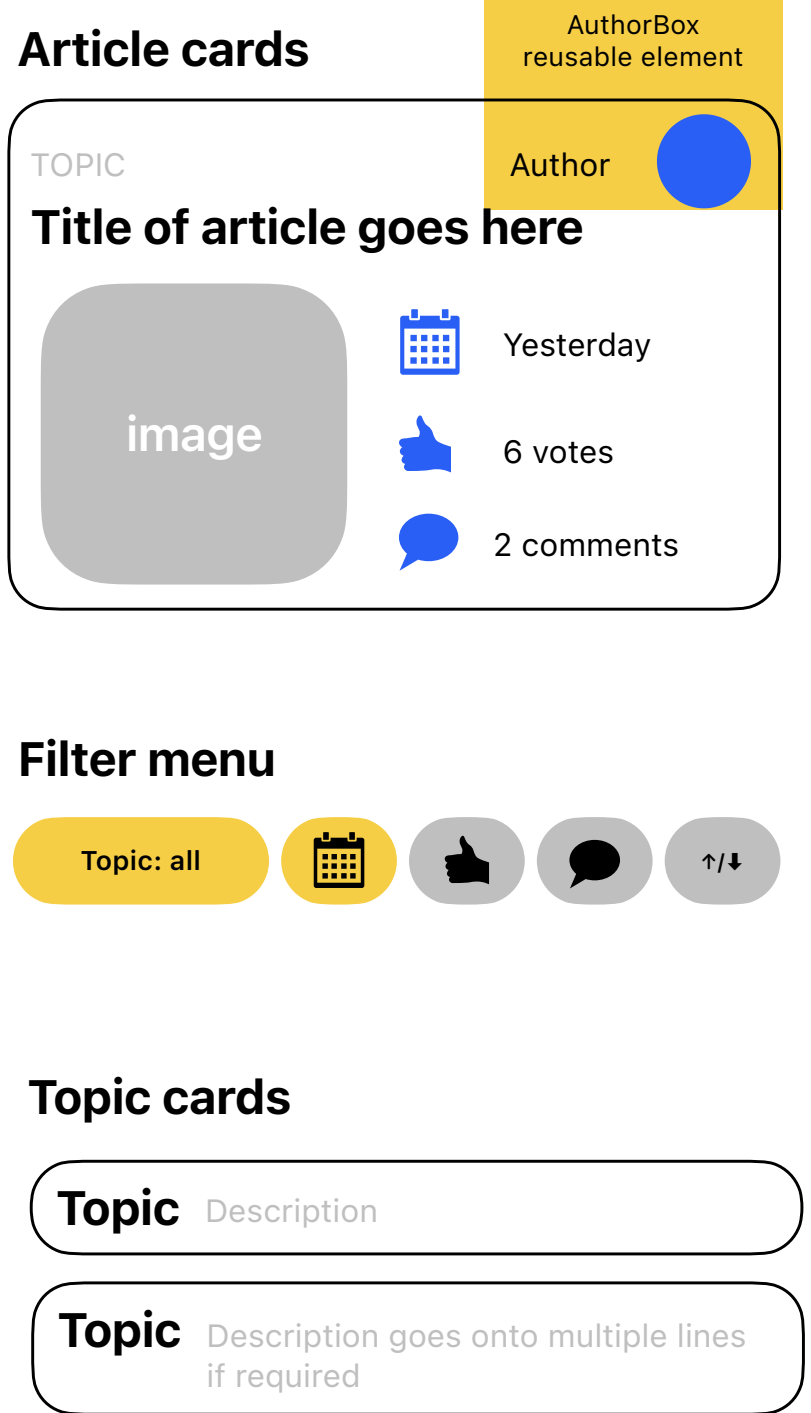 Article cards
AuthorBox
reusable element
TOPIC
Author
Title of article goes here
image
Yesterday
6 votes
2 comments
Filter menu
Topic: all
↑/⬇
Topic cards
Topic Description
Topic Description goes onto multiple lines
if required